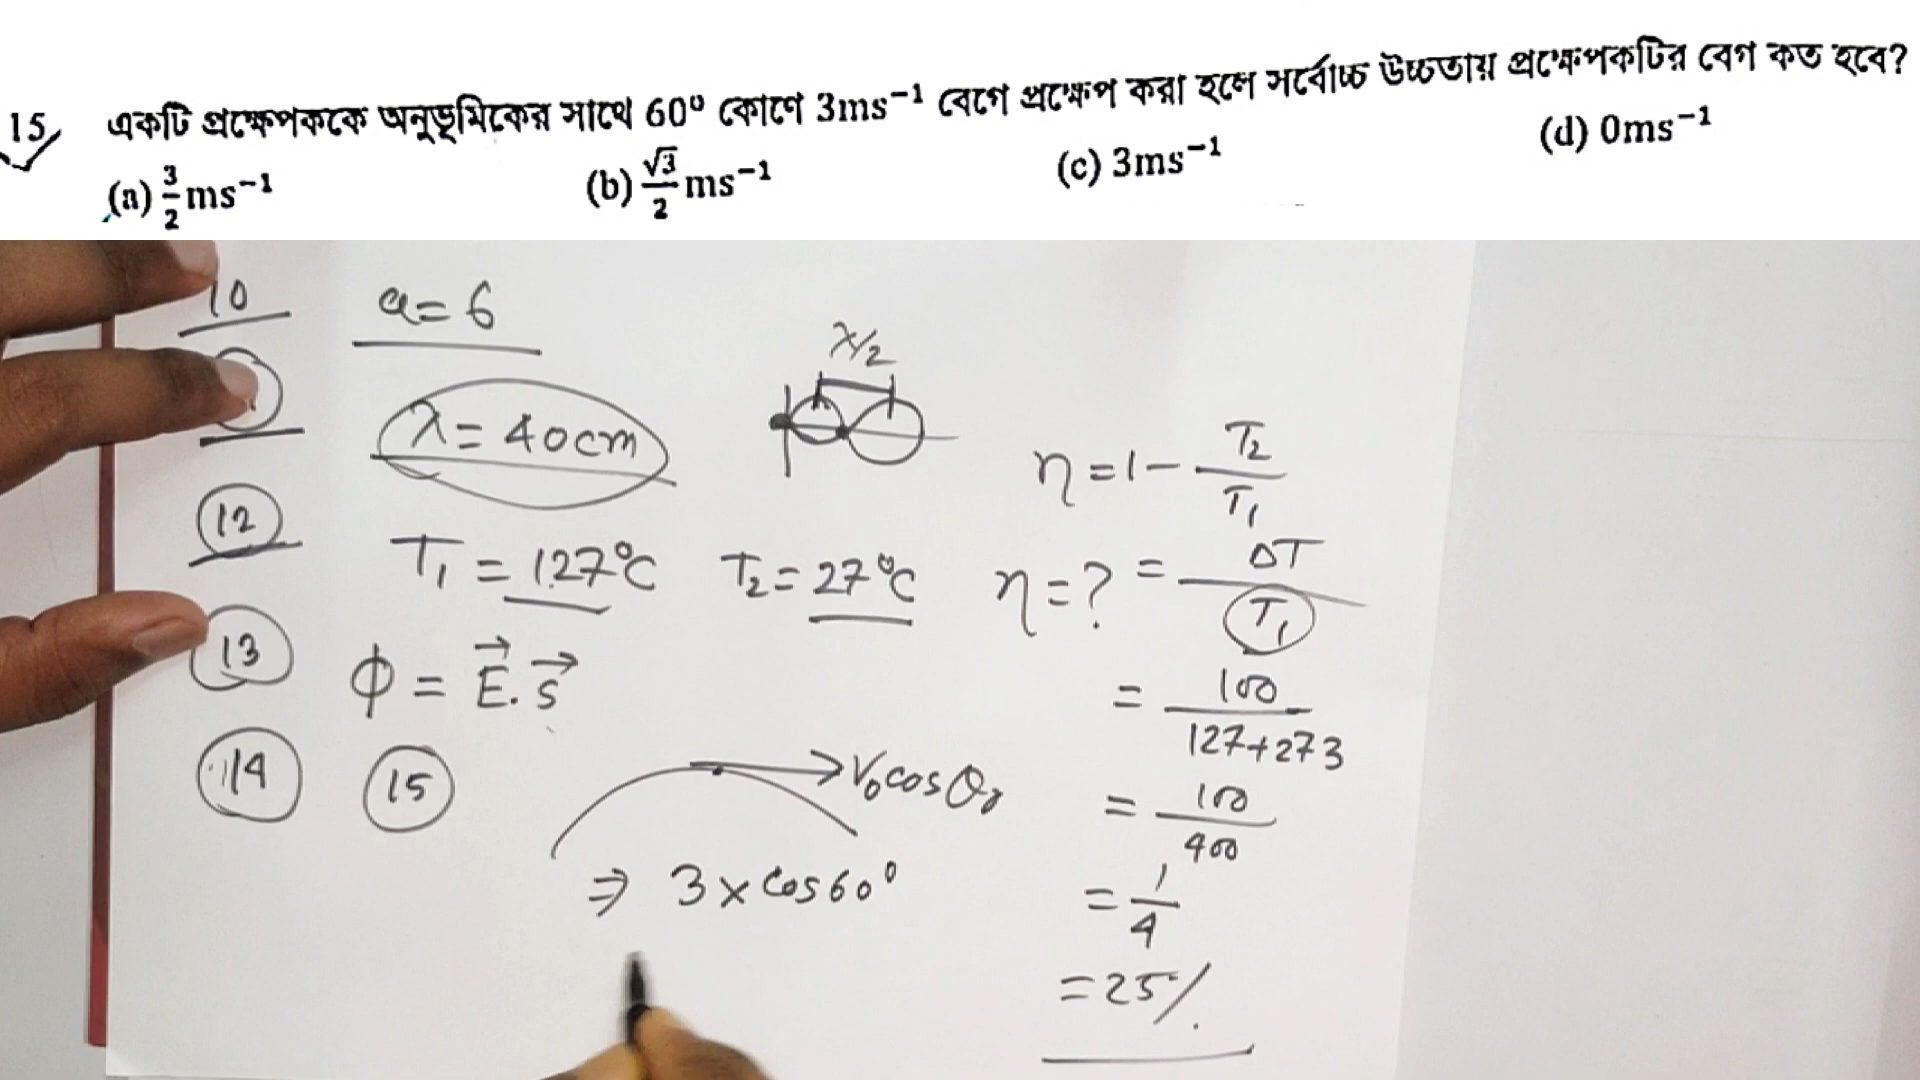 15. একটি প্রক্ষেপককে অনুভূমিকের সাথে 60° কোণে 3ms⁻¹ বেগে প্রক্ষেপ করা হলে সর্বোচ্চ উচ্চতায় প্রক্ষেপকটির বেগ কত হবে?
(a) 3/2 ms⁻¹ (b) √3/2 ms⁻¹ (c) 3ms⁻¹ (d) 0ms⁻¹
10 a = 6
λ/2
λ = 40cm
η = 1 - T₂/T₁
12 T₁ = 127°C T₂ = 27°C η = ? = ΔT/T₁
13 φ = E⃗ . S⃗
= 100/(127+273)
14 15 V₀cosθ₀
= 100/400
⇒ 3 × cos60°
= 1/4
= 25%